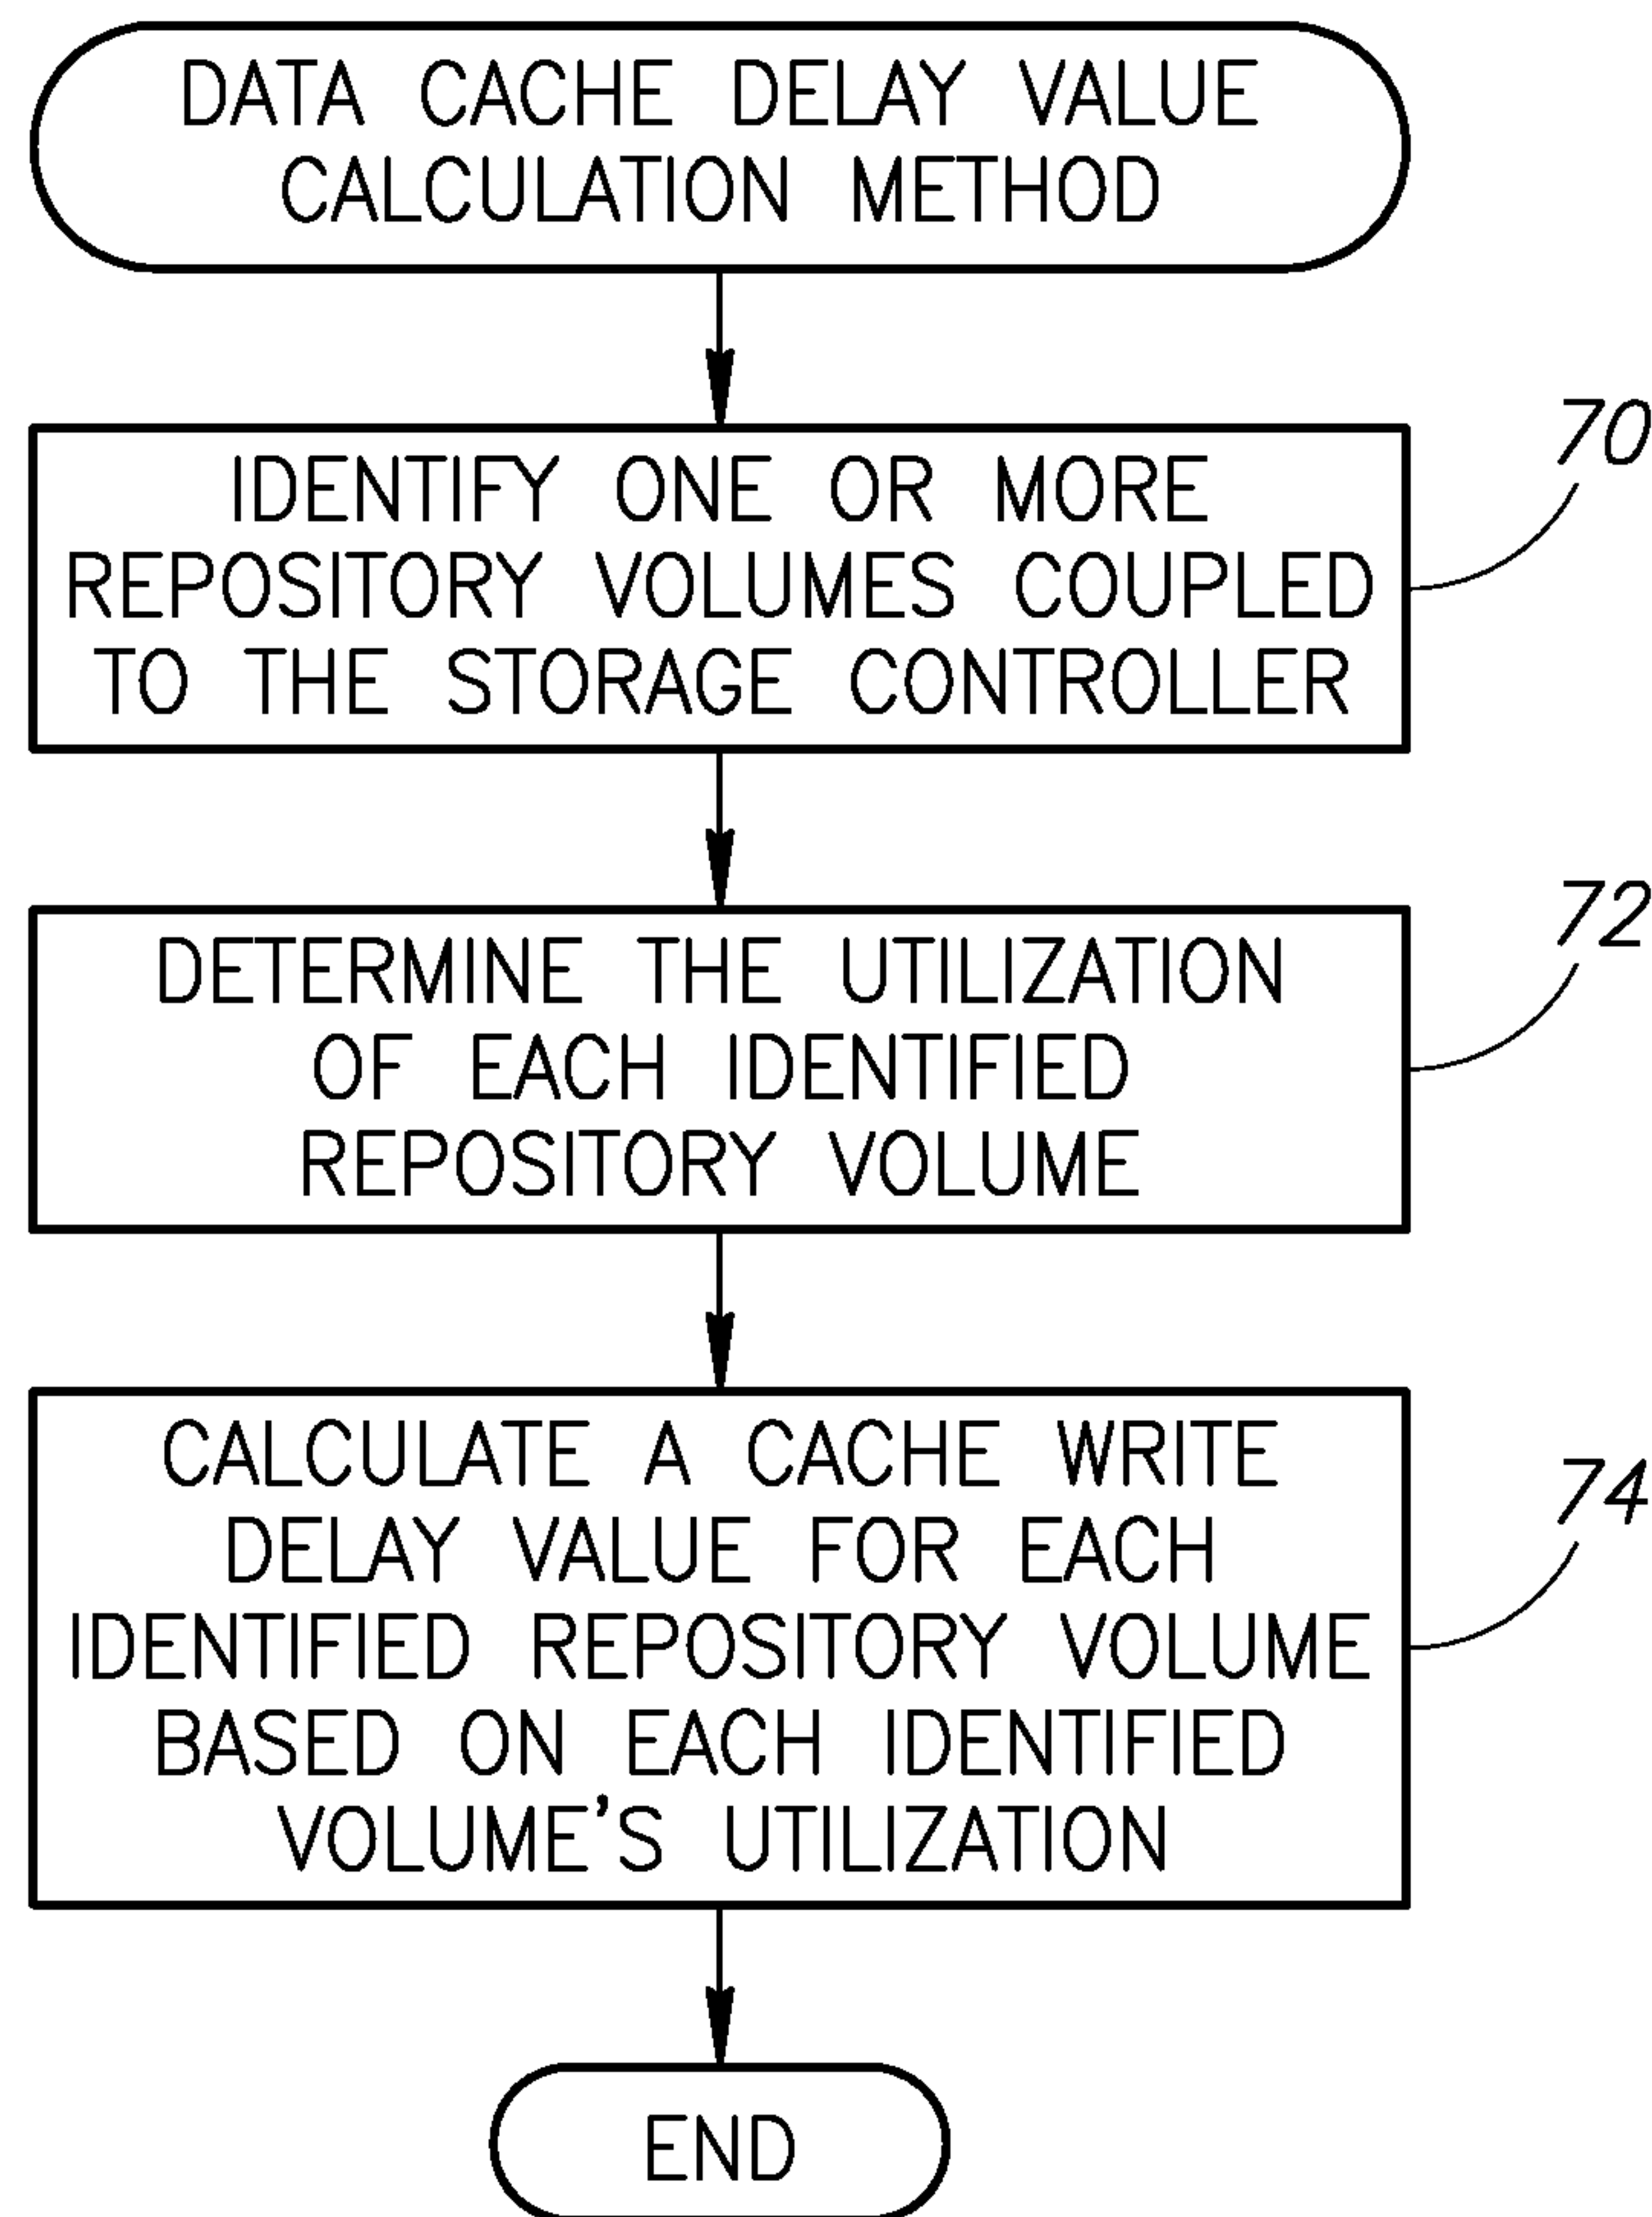 DATA CACHE DELAY VALUE
CALCULATION METHOD
70
IDENTIFY ONE OR MORE
REPOSITORY VOLUMES COUPLED
TO THE STORAGE CONTROLLER
72
DETERMINE THE UTILIZATION
OF EACH IDENTIFIED
REPOSITORY VOLUME
74
CALCULATE A CACHE WRITE
DELAY VALUE FOR EACH
IDENTIFIED REPOSITORY VOLUME
BASED ON EACH IDENTIFIED
VOLUME'S UTILIZATION
END